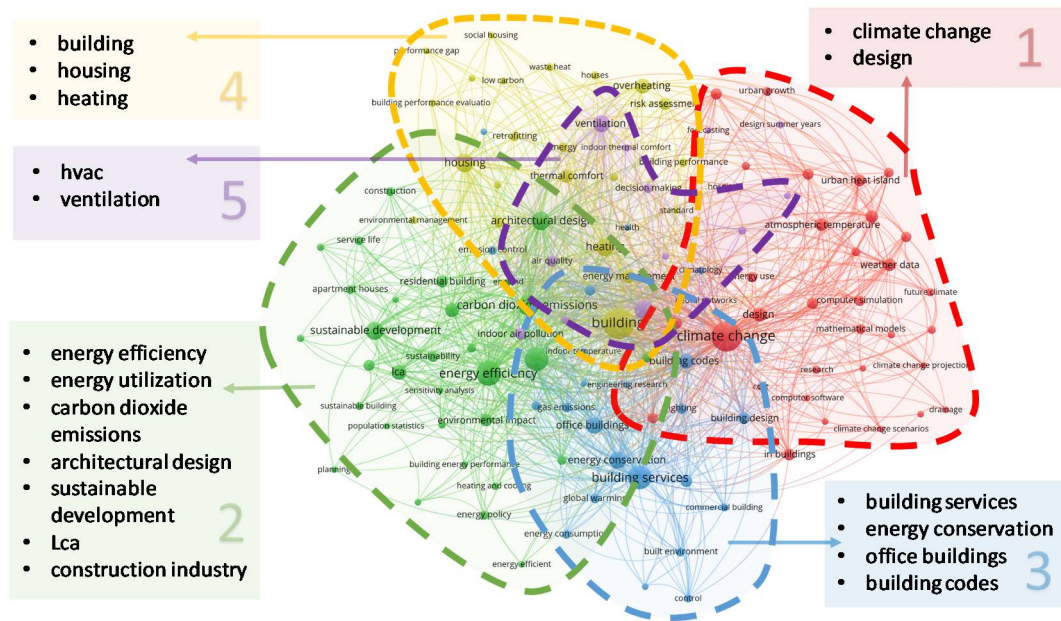 • building
• housing
• heating
4
• hvac
• ventilation
5
• energy efficiency
• energy utilization
• carbon dioxide
emissions
• architectural design
• sustainable
development
• Lca
• construction industry
2
• climate change
• design
1
• building services
• energy conservation
• office buildings
• building codes
3
social housing
performance gap
waste heat
houses
low carbon
overheating
urban growth
building performance evaluatio
risk assessme
ventilation
forecasting
design summer years
retrofitting
energy
indoor thermal comfort
housing
building performance
thermal comfort
decision making
urban heat island
construction
standard
environmental management
architectural design
health
atmospheric temperature
service life
emission control
heating
air quality
climatology
weather data
residential building
energy management
energy use
apartment houses
future climate
carbon dioxide emissions
computer simulation
design
building
sustainable development
indoor air pollution
climate change
mathematical models
indoor temperature
sustainability
building codes
lca
energy efficiency
research
climate change projection
engineering research
sensitivity analysis
cost
computer software
sustainable building
gas emissions
lighting
drainage
environmental impact
office buildings
building design
population statistics
climate change scenarios
in buildings
building energy performance
energy conservation
planning
building services
heating and cooling
global warming
commercial building
energy policy
energy consumptio
built environment
energy efficient
control